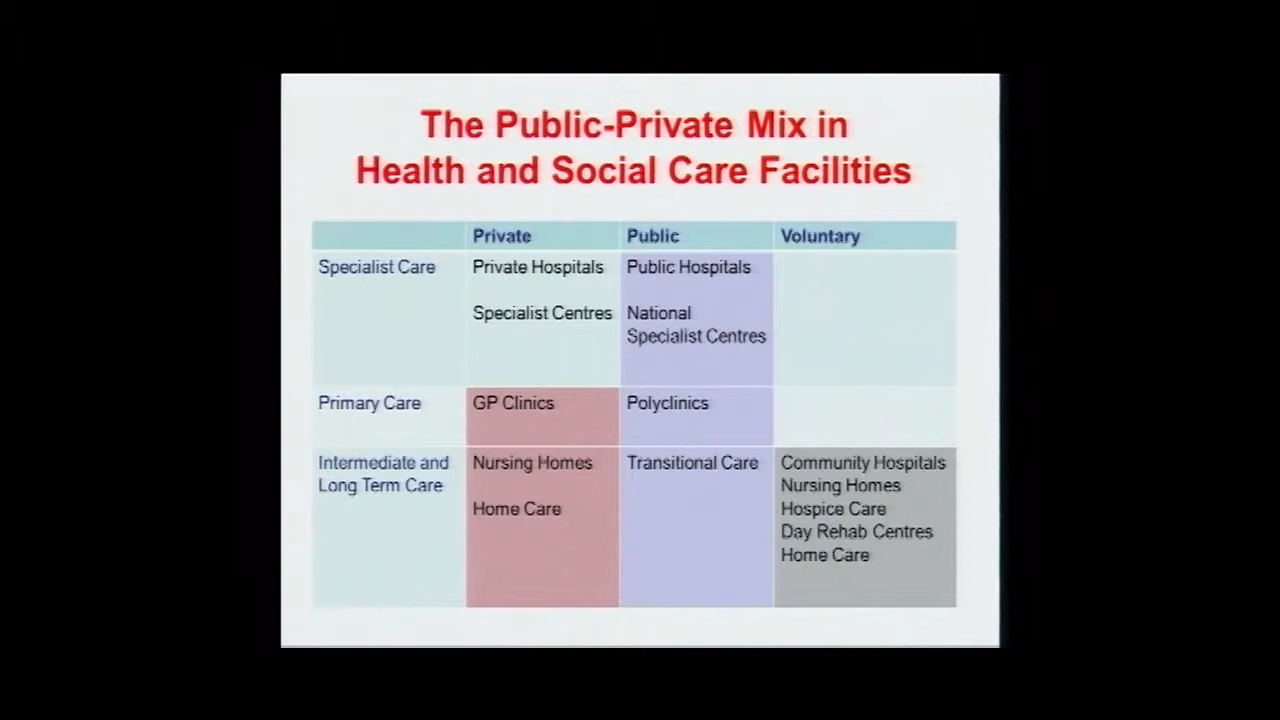 The Public-Private Mix in
Health and Social Care Facilities
Private Public Voluntary
Specialist Care Private Hospitals Public Hospitals
Specialist Centres National
Specialist Centres
Primary Care GP Clinics Polyclinics
Intermediate and Nursing Homes Transitional Care Community Hospitals
Long Term Care Nursing Homes
Home Care Hospice Care
Day Rehab Centres
Home Care